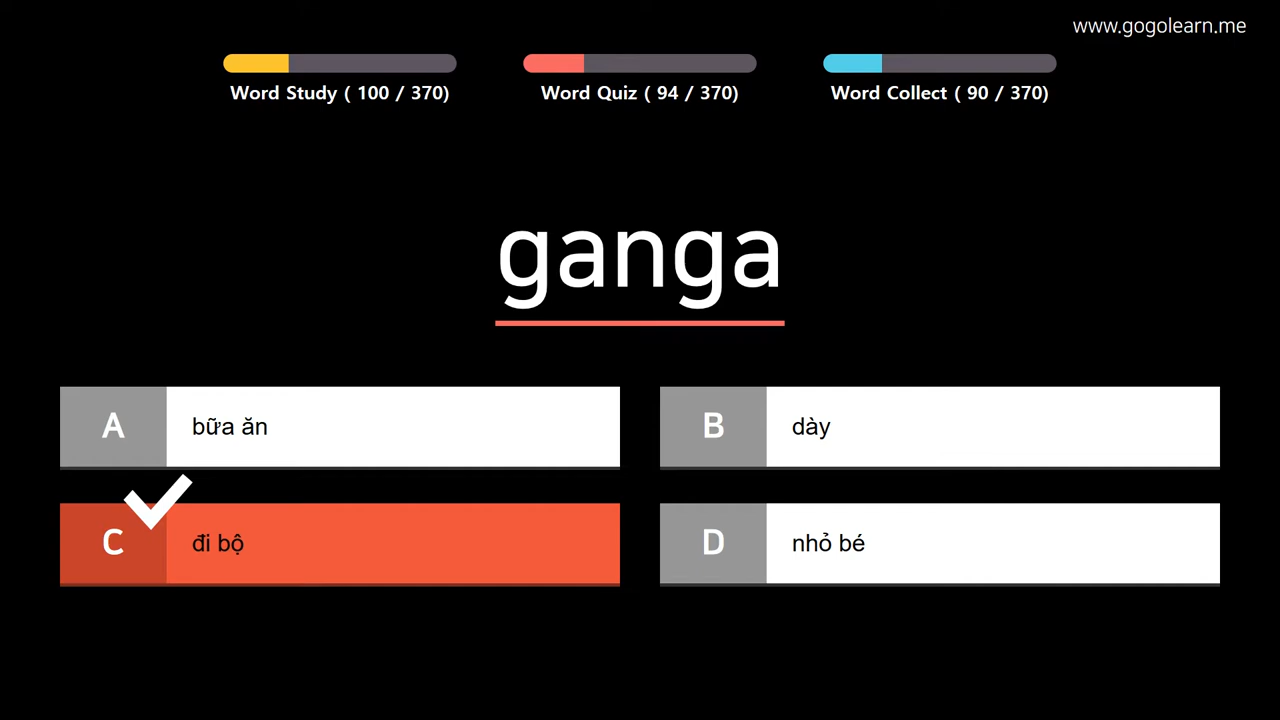 www.gogolearn.me
Word Study ( 100 / 370)
Word Quiz ( 94 / 370)
Word Collect ( 90 / 370)
ganga
A bữa ăn
B dày
C đi bộ
D nhỏ bé